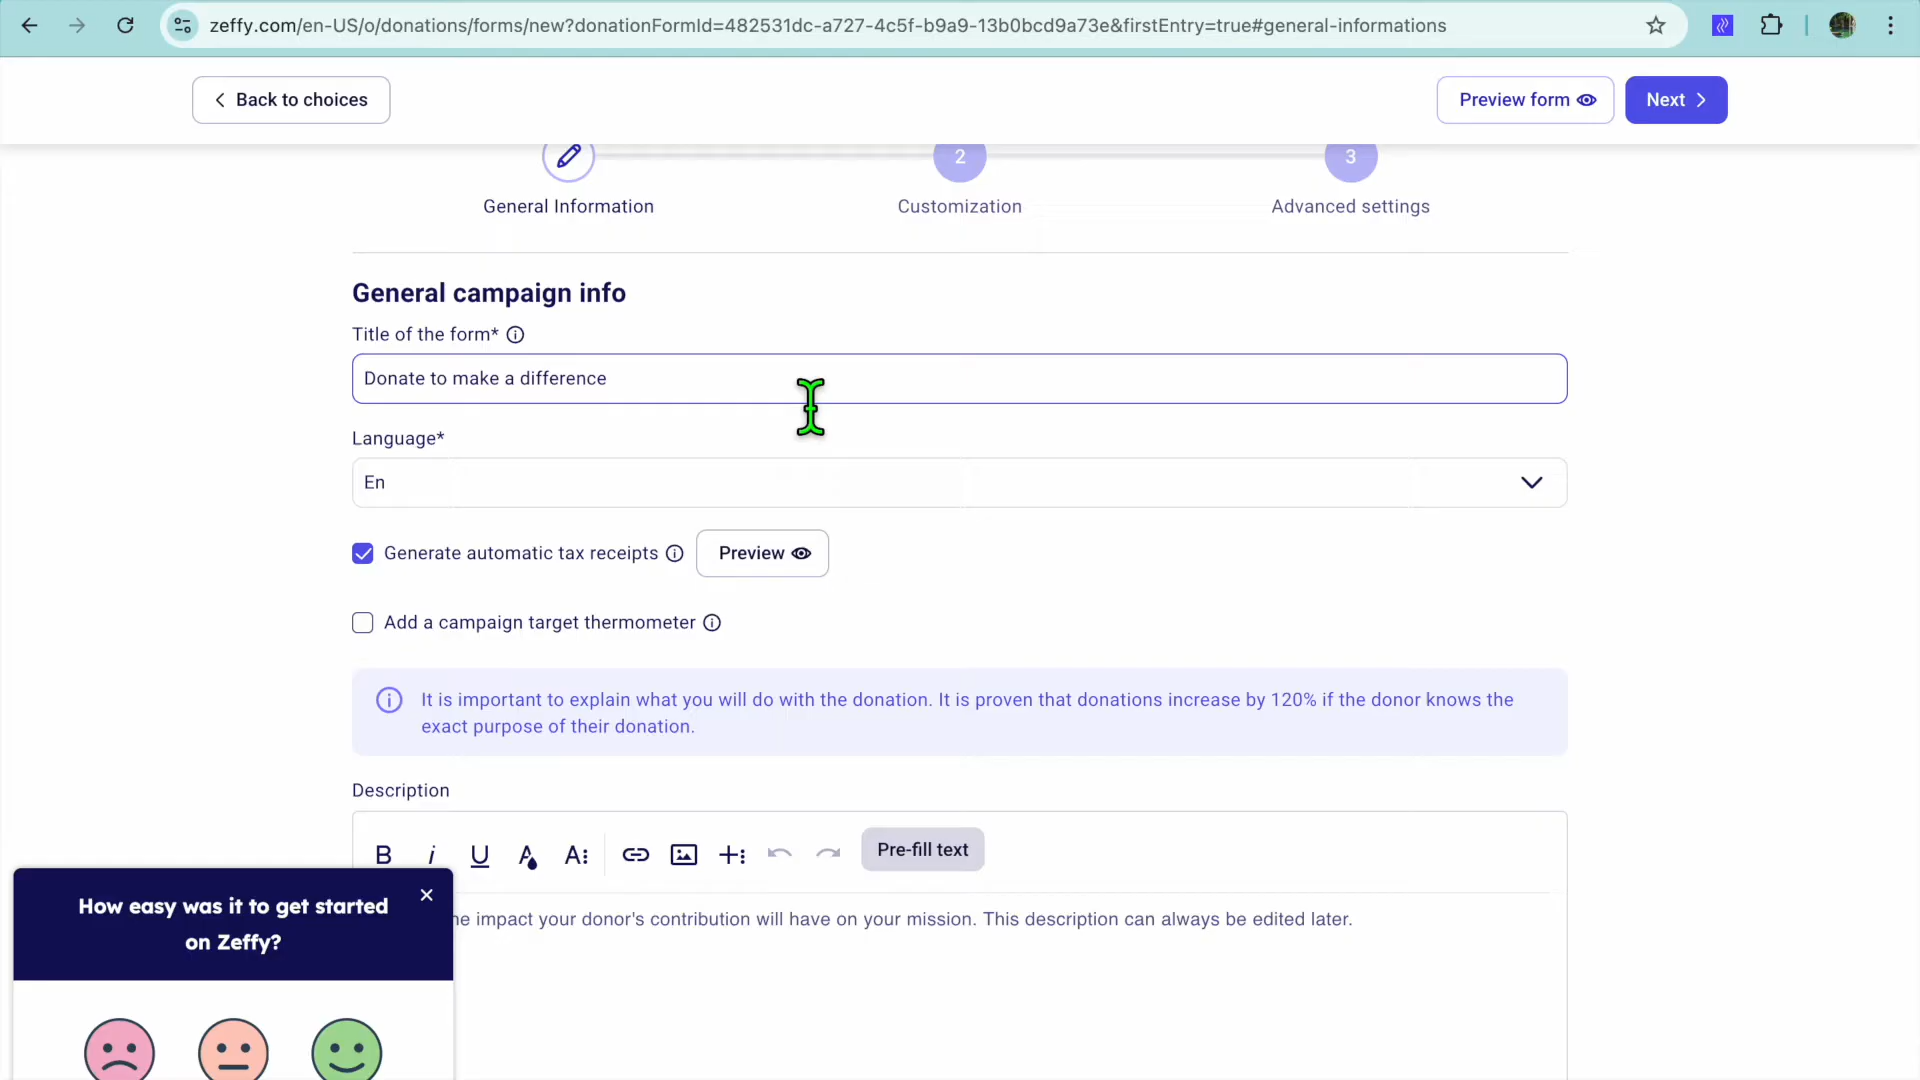 zeffy.com/en-US/o/donations/forms/new?donationFormId=482531dc-a727-4c5f-b9a9-13b0bcd9a73e&firstEntry=true#general-informations
Back to choices
Preview form
Next
2
3
General Information
Customization
Advanced settings
General campaign info
Title of the form*
Donate to make a difference
Language*
En
Generate automatic tax receipts
Preview
Add a campaign target thermometer
It is important to explain what you will do with the donation. It is proven that donations increase by 120% if the donor knows the
exact purpose of their donation.
Description
B i U A A
Pre-fill text
impact your donor's contribution will have on your mission. This description can always be edited later.
How easy was it to get started
on Zeffy?